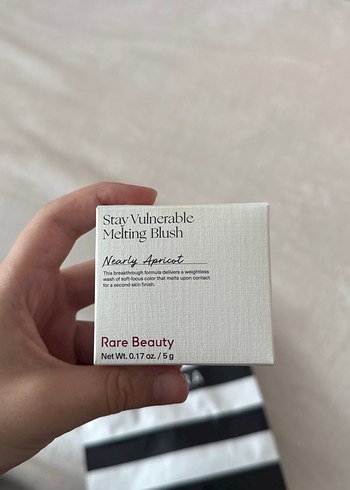 Stay Vulnerable
Melting Blush
Nearly Apricot
This breakthrough formula delivers a weightless
wash of soft-focus color that melts upon contact
for a second-skin finish.
Rare Beauty
Net Wt. 0.17 oz. / 5 g